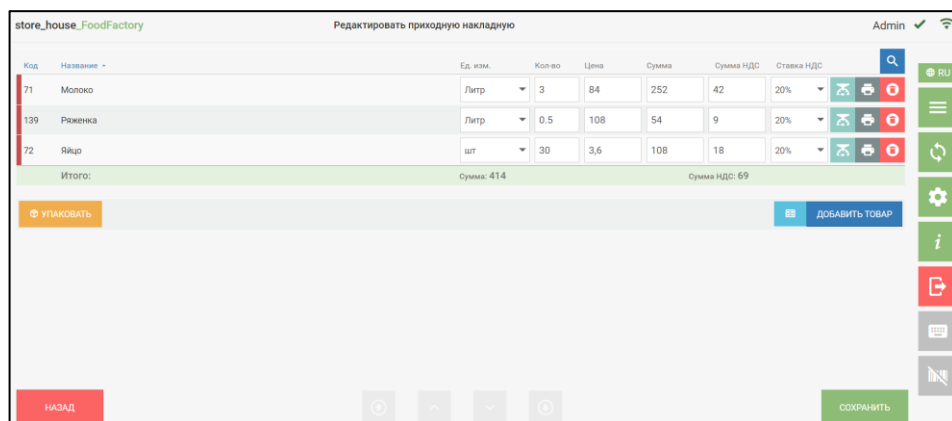 store_house_FoodFactory Редактировать приходную накладную Admin
Код Название Ед. изм. Кол-во Цена Сумма Сумма НДС Ставка НДС
RU
71 Молоко Литр 3 84 252 42 20%
139 Ряженка Литр 0.5 108 54 9 20%
72 Яйцо шт 30 3,6 108 18 20%
Итого: Сумма: 414 Сумма НДС: 69
УПАКОВАТЬ ДОБАВИТЬ ТОВАР
i
НАЗАД СОХРАНИТЬ